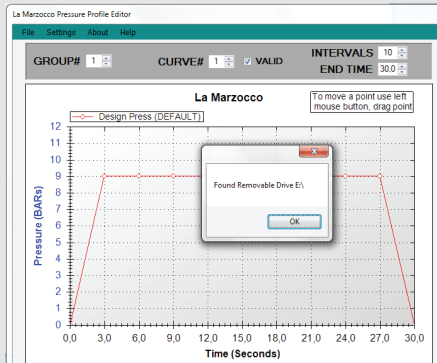 La Marzocco Pressure Profile Editor
File Settings About Help
GROUP# 1 CURVE# 1 VALID INTERVALS 10
END TIME 30,0
La Marzocco
To move a point use left
mouse button, drag point
Design Press (DEFAULT)
12
11
10
9
8
7
6
5
4
3
2
1
0
Pressure (BARs)
Found Removable Drive E:\
OK
0,0 3,0 6,0 9,0 12,0 15,0 18,0 21,0 24,0 27,0 30,0
Time (Seconds)